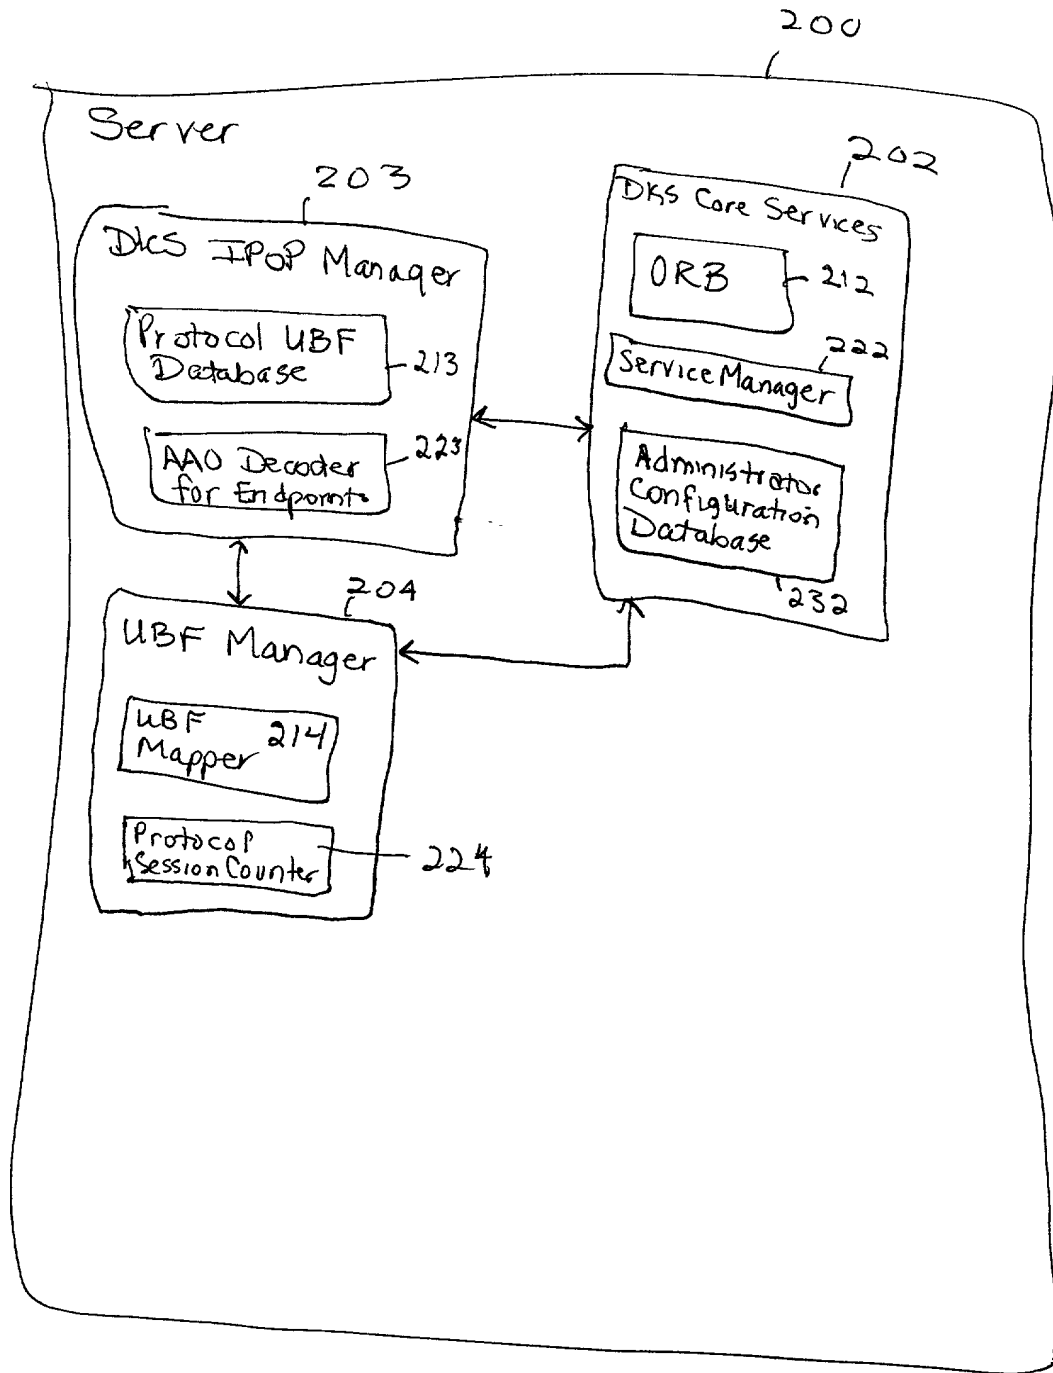 200
Server
203
DKS IPOP Manager
Protocol UBF
Database
213
AAO Decoder
for Endpoints
223
202
DKS Core Services
ORB
212
222
Service Manager
Administrator
Configuration
Database
232
204
UBF Manager
UBF
Mapper
214
Protocol
Session Counter
224